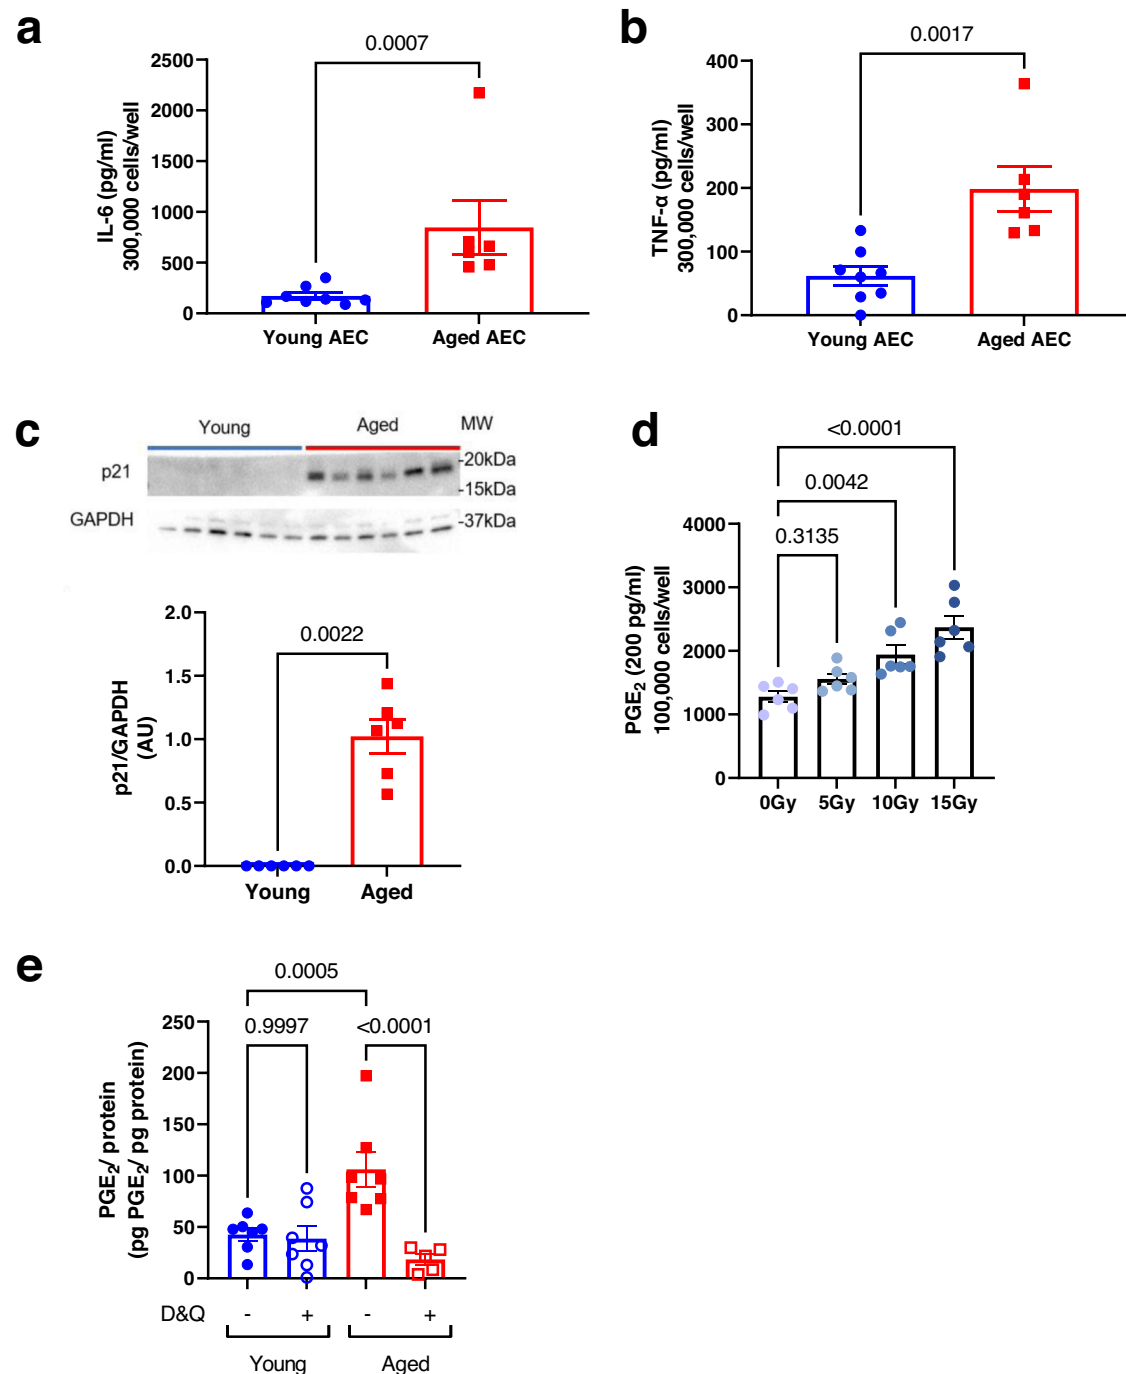 a
0.0007
2500
2000
1500
1000
500
0
IL-6 (pg/ml)
300,000 cells/well
Young AEC
Aged AEC
b
0.0017
400
300
200
100
0
TNF-α (pg/ml)
300,000 cells/well
Young AEC
Aged AEC
c
Young
Aged
MW
p21
-20kDa
-15kDa
GAPDH
-37kDa
0.0022
2.0
1.5
1.0
0.5
0.0
p21/GAPDH
(AU)
Young
Aged
d
<0.0001
0.0042
0.3135
4000
3000
2000
1000
0
PGE₂ (200 pg/ml)
100,000 cells/well
0Gy
5Gy
10Gy
15Gy
e
0.0005
0.9997
<0.0001
250
200
150
100
50
0
PGE₂/ protein
(pg PGE₂/ pg protein)
D&Q
-
+
-
+
Young
Aged